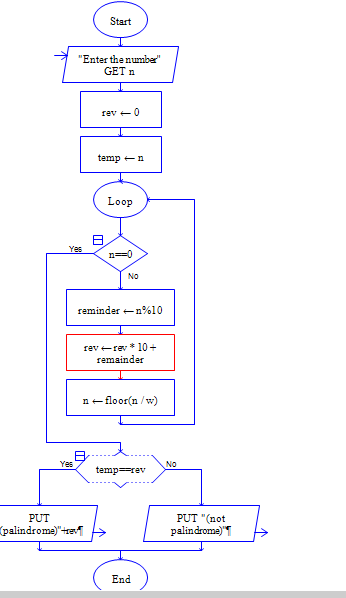 Start
"Enter the number"
GET n
rev ← 0
temp ← n
Loop
Yes
n==0
No
reminder ← n%10
rev ← rev * 10 +
remainder
n ← floor(n / w)
Yes
temp==rev
No
PUT
(palindrome)"+rev¶
PUT "(not
palindrome)"¶
End